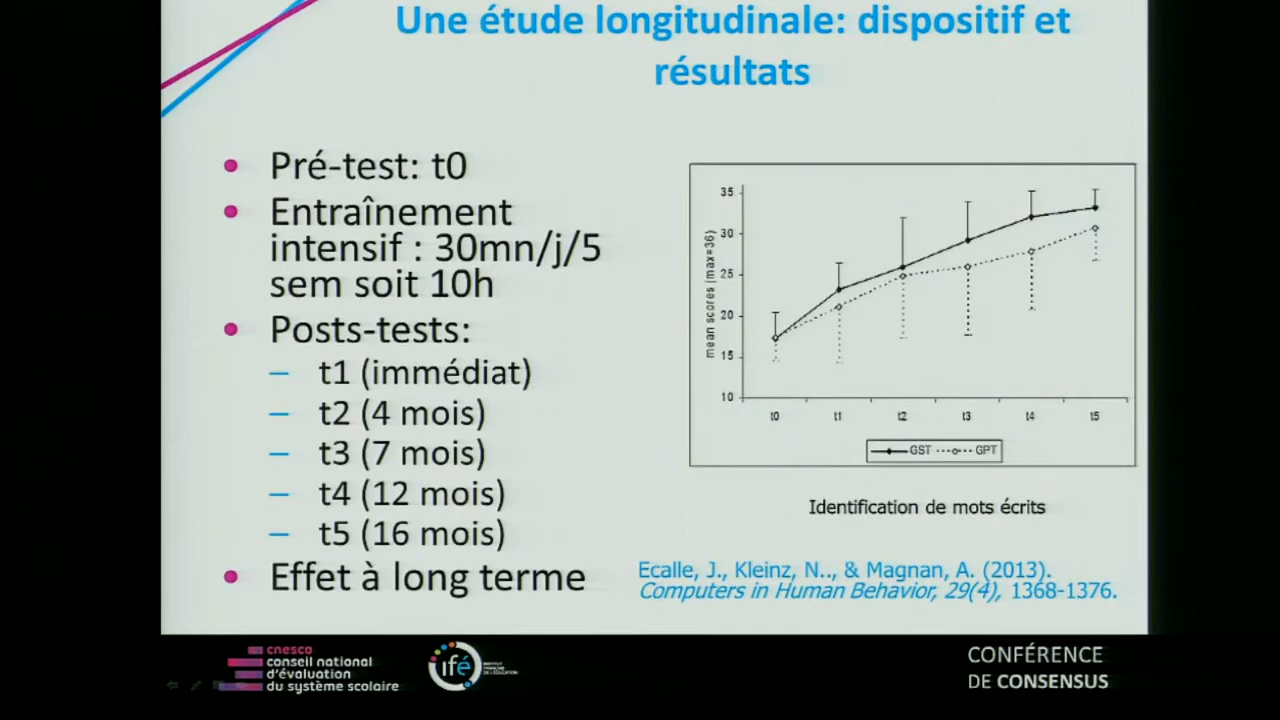 Une étude longitudinale: dispositif et
résultats
Pré-test: t0
Entraînement
intensif : 30mn/j/5
sem soit 10h
Posts-tests:
– t1 (immédiat)
– t2 (4 mois)
– t3 (7 mois)
– t4 (12 mois)
– t5 (16 mois)
Effet à long terme
mean scores (max=36)
35
30
25
20
15
10
t0 t1 t2 t3 t4 t5
GST GPT
Identification de mots écrits
Ecalle, J., Kleinz, N.., & Magnan, A. (2013).
Computers in Human Behavior, 29(4), 1368-1376.
cnesco
conseil national
d'évaluation
du système scolaire
ifé
INSTITUT
FRANÇAIS
DE L'ÉDUCATION
CONFÉRENCE
DE CONSENSUS